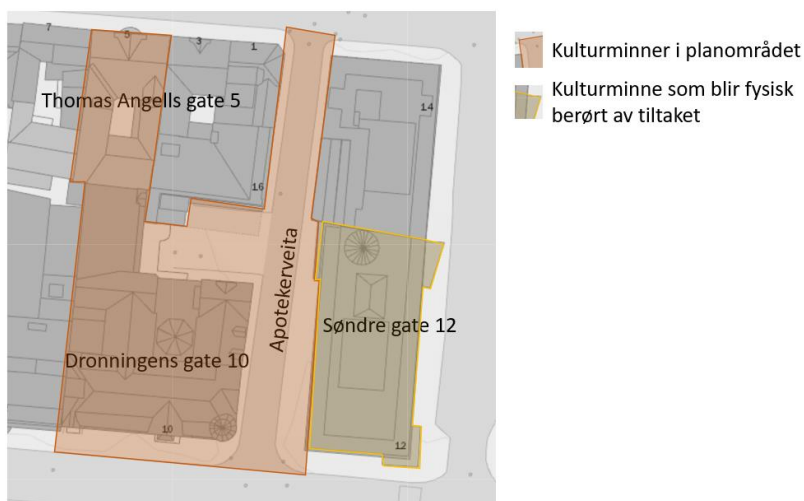 7
5
3
1
14
Thomas Angells gate 5
16
Apotekerveita
Søndre gate 12
Dronningens gate 10
10
12
Kulturminner i planområdet
Kulturminne som blir fysisk
berørt av tiltaket